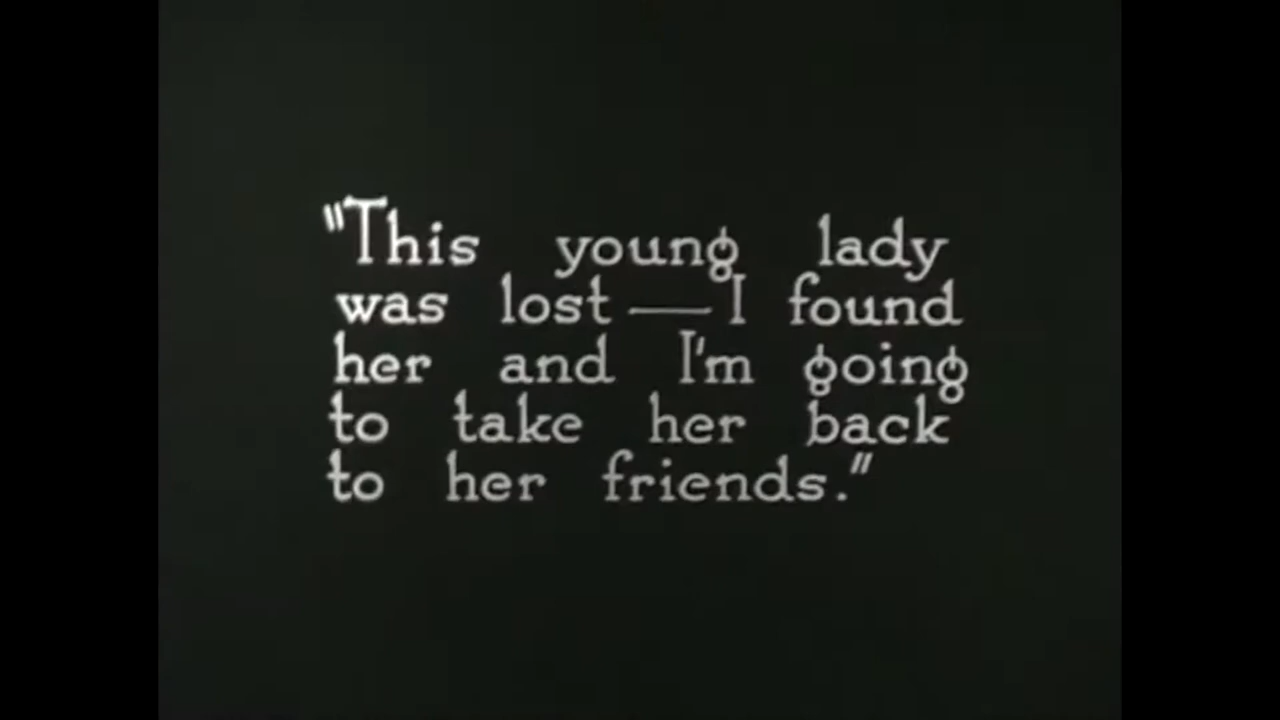 "This young lady
was lost — I found
her and I'm going
to take her back
to her friends."